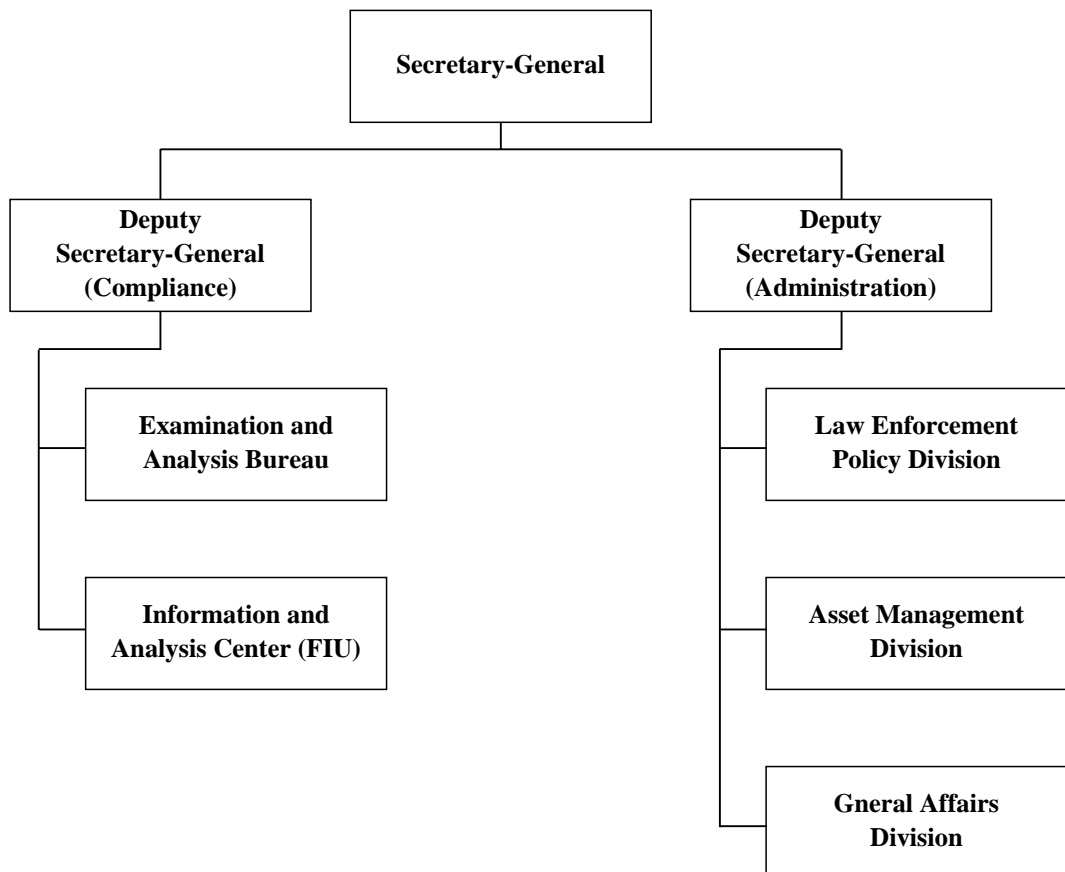 Secretary-General
Deputy
Secretary-General
(Compliance)
Deputy
Secretary-General
(Administration)
Examination and
Analysis Bureau
Information and
Analysis Center (FIU)
Law Enforcement
Policy Division
Asset Management
Division
Gneral Affairs
Division